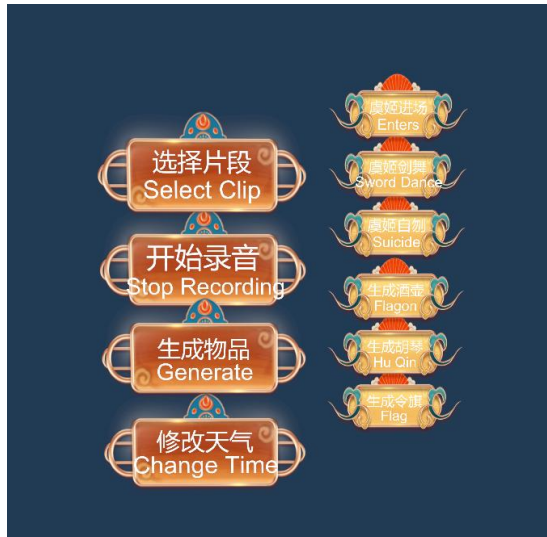 选择片段
Select Clip
开始录音
Stop Recording
生成物品
Generate
修改天气
Change Time
虞姬进场
Enters
虞姬剑舞
Sword Dance
虞姬自刎
Suicide
生成酒壶
Flagon
生成胡琴
Hu Qin
生成令旗
Flag